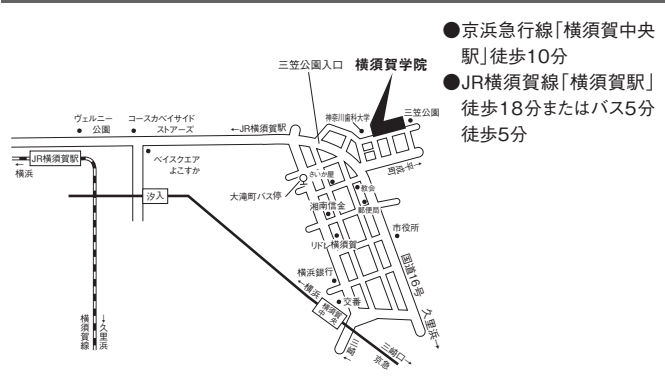 ●京浜急行線「横須賀中央
駅」徒歩10分
●JR横須賀線「横須賀駅」
徒歩18分またはバス5分
徒歩5分
三笠公園入口
横須賀学院
ヴェルニー
公園
コースカベイサイド
ストアーズ
←JR横須賀駅
神奈川歯科大学
三笠公園
JR横須賀駅
←
横浜
ベイスクエア
よこすか
汐入
大滝町バス停
さいか屋
教会
平成町→
湘南信金
郵便局
市役所
リドレ横須賀
横浜銀行
国道16号
久里浜→
←横浜
交番
横須賀
中央
三崎→
三崎口→
京急
横須賀線
→久里浜